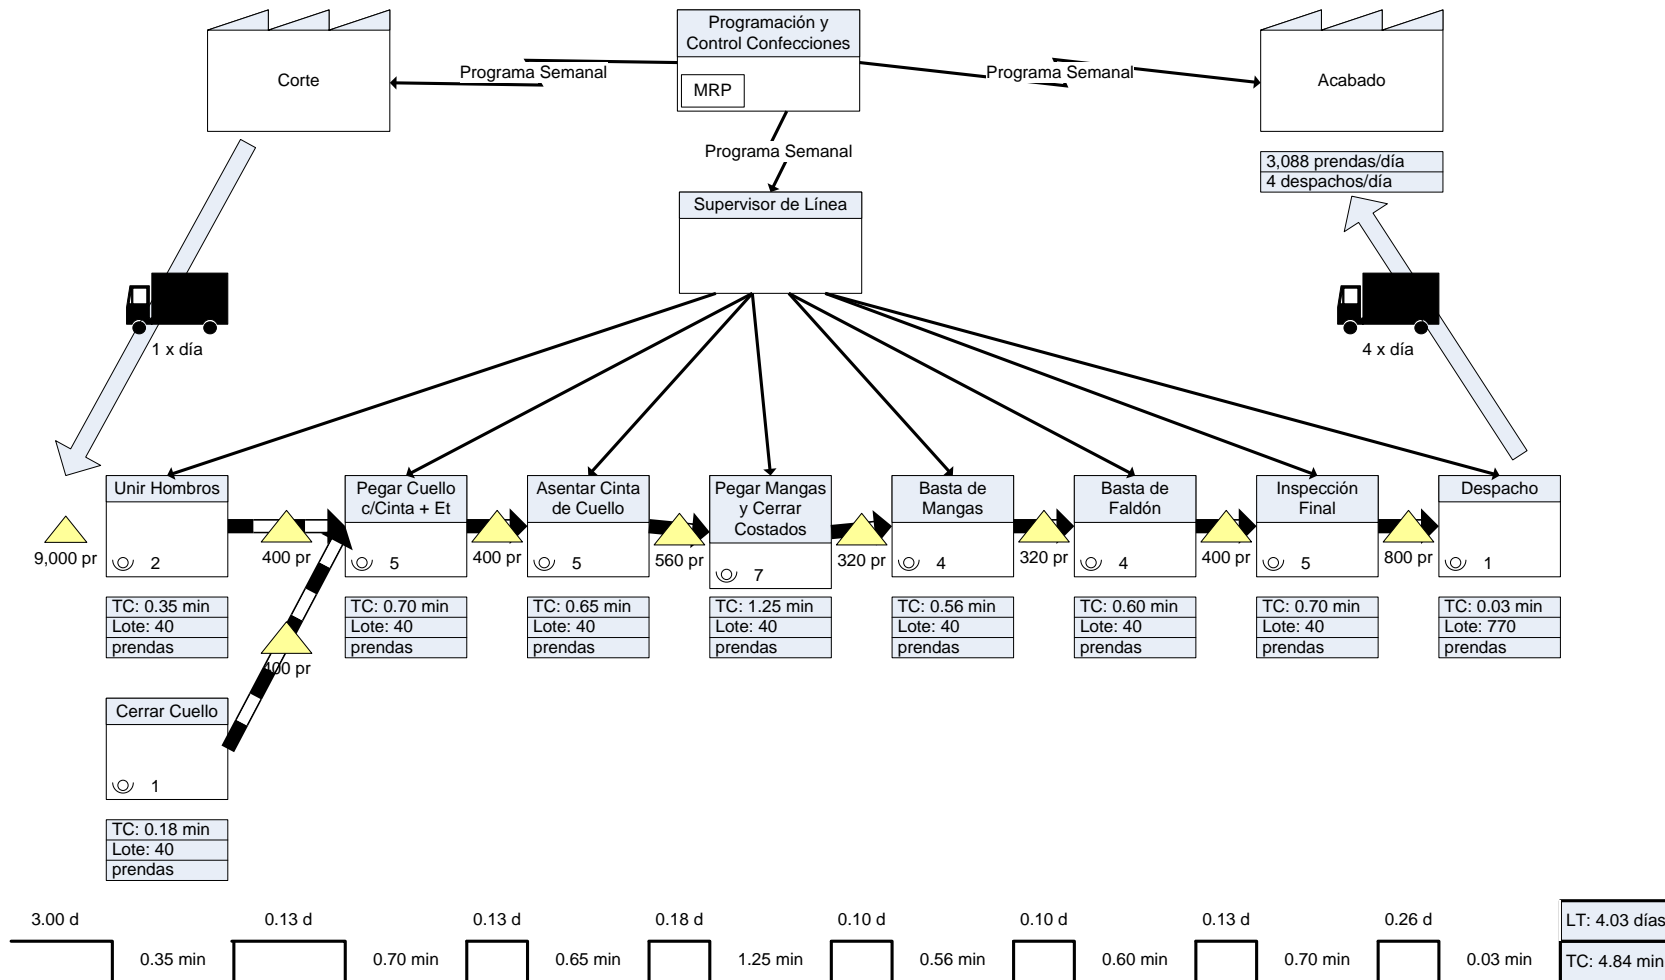 Corte
Programa Semanal
Programación y
Control Confecciones
MRP
Programa Semanal
Acabado
3,088 prendas/día
4 despachos/día
Programa Semanal
Supervisor de Línea
1 x día
4 x día
9,000 pr
Unir Hombros
2
TC: 0.35 min
Lote: 40
prendas
400 pr
Pegar Cuello
c/Cinta + Et
5
TC: 0.70 min
Lote: 40
prendas
400 pr
Asentar Cinta
de Cuello
5
TC: 0.65 min
Lote: 40
prendas
560 pr
Pegar Mangas
y Cerrar
Costados
7
TC: 1.25 min
Lote: 40
prendas
320 pr
Basta de
Mangas
4
TC: 0.56 min
Lote: 40
prendas
320 pr
Basta de
Faldón
4
TC: 0.60 min
Lote: 40
prendas
400 pr
Inspección
Final
5
TC: 0.70 min
Lote: 40
prendas
800 pr
Despacho
1
TC: 0.03 min
Lote: 770
prendas
400 pr
Cerrar Cuello
1
TC: 0.18 min
Lote: 40
prendas
3.00 d
0.13 d
0.13 d
0.18 d
0.10 d
0.10 d
0.13 d
0.26 d
LT: 4.03 días
0.35 min
0.70 min
0.65 min
1.25 min
0.56 min
0.60 min
0.70 min
0.03 min
TC: 4.84 min